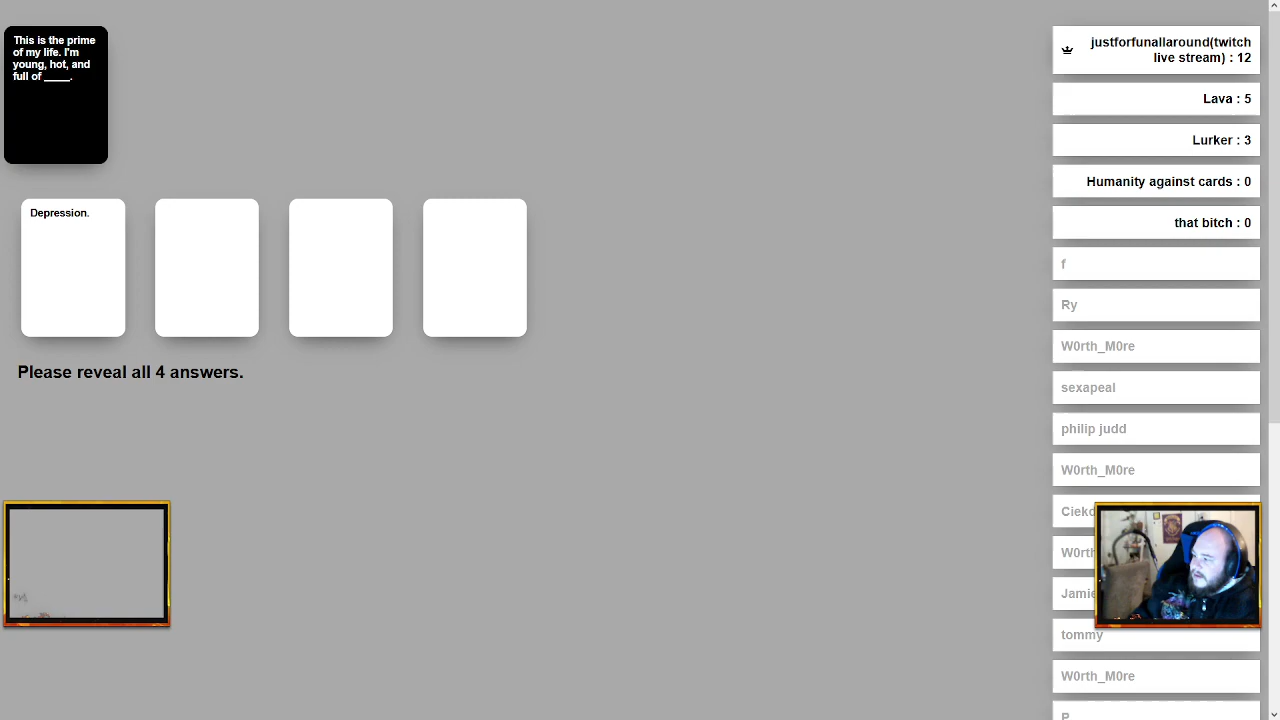 This is the prime
of my life. I'm
young, hot, and
full of _____.
Depression.
Please reveal all 4 answers.
justforfunallaround(twitch
live stream) : 12
Lava : 5
Lurker : 3
Humanity against cards : 0
that bitch : 0
f
Ry
W0rth_M0re
sexapeal
philip judd
W0rth_M0re
tommy
W0rth_M0re
P